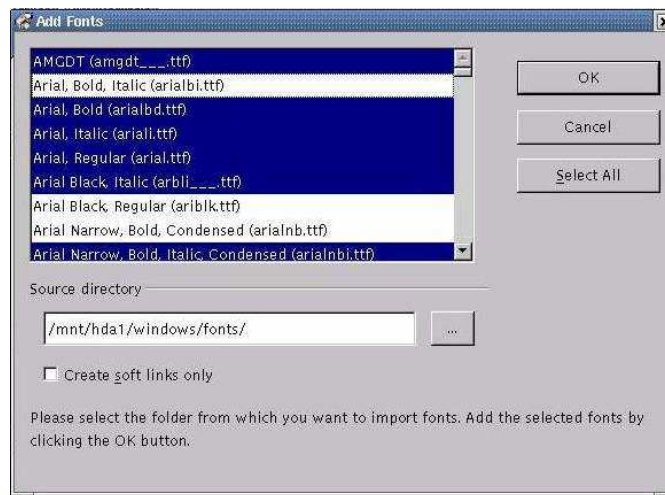 Add Fonts
AMGDT (amgdt___.ttf)
Arial, Bold, Italic (arialbi.ttf)
Arial, Bold (arialbd.ttf)
Arial, Italic (ariali.ttf)
Arial, Regular (arial.ttf)
Arial Black, Italic (arbli___.ttf)
Arial Black, Regular (ariblk.ttf)
Arial Narrow, Bold, Condensed (arialnb.ttf)
Arial Narrow, Bold, Italic, Condensed (arialnbi.ttf)
OK
Cancel
Select All
Source directory
/mnt/hda1/windows/fonts/
...
Create soft links only
Please select the folder from which you want to import fonts. Add the selected fonts by
clicking the OK button.